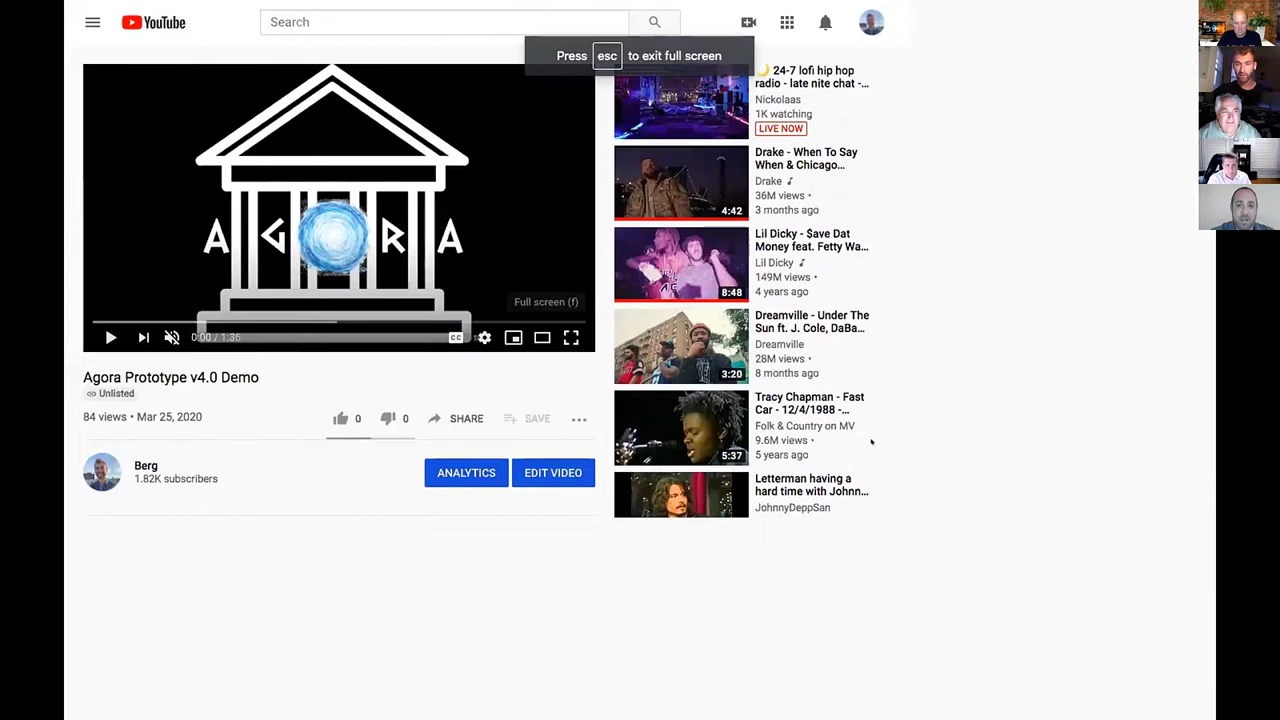 YouTube
Search
Press esc to exit full screen
AGORA
Full screen (f)
0:00 / 1:36
CC
Agora Prototype v4.0 Demo
Unlisted
84 views • Mar 25, 2020
0
0
SHARE
SAVE
Berg
1.82K subscribers
ANALYTICS
EDIT VIDEO
24-7 lofi hip hop
radio - late nite chat -...
Nickolaas
1K watching
LIVE NOW
Drake - When To Say
When & Chicago...
Drake
36M views •
3 months ago
4:42
Lil Dicky - $ave Dat
Money feat. Fetty Wa...
Lil Dicky
149M views •
4 years ago
8:48
Dreamville - Under The
Sun ft. J. Cole, DaBa...
Dreamville
28M views •
8 months ago
3:20
Tracy Chapman - Fast
Car - 12/4/1988 -...
Folk & Country on MV
9.6M views •
5 years ago
5:37
Letterman having a
hard time with Johnn...
JohnnyDeppSan